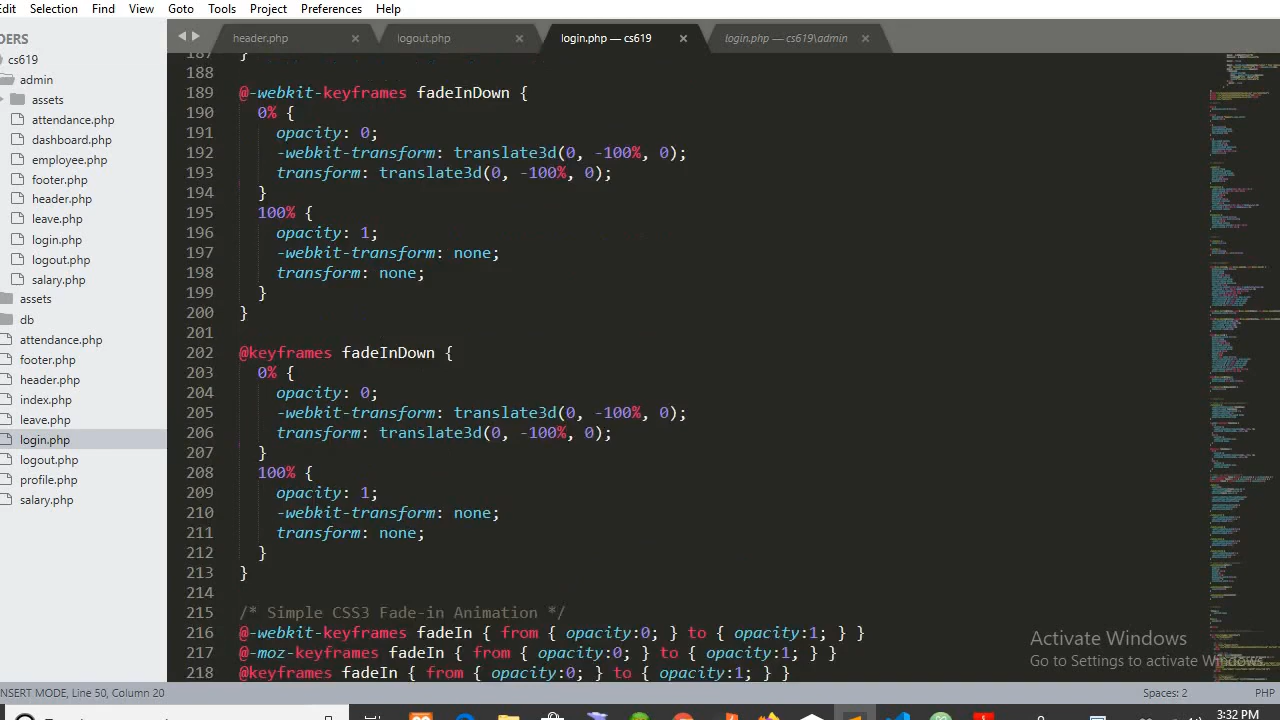 Edit Selection Find View Goto Tools Project Preferences Help
header.php × logout.php × login.php — cs619 × login.php — cs619\admin ×
DERS
cs619
admin
assets
attendance.php
dashboard.php
employee.php
footer.php
header.php
leave.php
login.php
logout.php
salary.php
assets
db
attendance.php
footer.php
header.php
index.php
leave.php
login.php
logout.php
profile.php
salary.php
187 }
188
189 @-webkit-keyframes fadeInDown {
190 0% {
191 opacity: 0;
192 -webkit-transform: translate3d(0, -100%, 0);
193 transform: translate3d(0, -100%, 0);
194 }
195 100% {
196 opacity: 1;
197 -webkit-transform: none;
198 transform: none;
199 }
200 }
201
202 @keyframes fadeInDown {
203 0% {
204 opacity: 0;
205 -webkit-transform: translate3d(0, -100%, 0);
206 transform: translate3d(0, -100%, 0);
207 }
208 100% {
209 opacity: 1;
210 -webkit-transform: none;
211 transform: none;
212 }
213 }
214
215 /* Simple CSS3 Fade-in Animation */
216 @-webkit-keyframes fadeIn { from { opacity:0; } to { opacity:1; } }
217 @-moz-keyframes fadeIn { from { opacity:0; } to { opacity:1; } }
218 @keyframes fadeIn { from { opacity:0; } to { opacity:1; } }
Activate Windows
Go to Settings to activate Windows.
NSERT MODE, Line 50, Column 20 Spaces: 2 PHP
3:32 PM